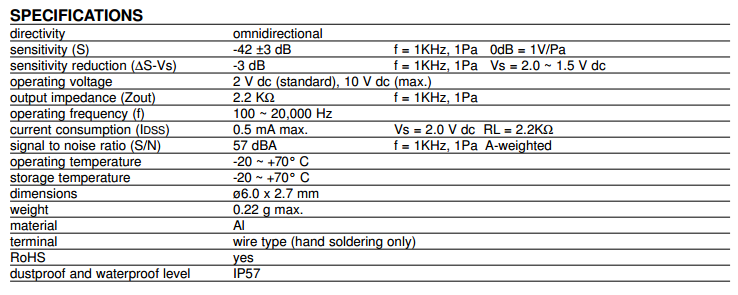 SPECIFICATIONS
directivity omnidirectional
sensitivity (S) -42 ±3 dB f = 1KHz, 1Pa 0dB = 1V/Pa
sensitivity reduction (∆S-Vs) -3 dB f = 1KHz, 1Pa Vs = 2.0 ~ 1.5 V dc
operating voltage 2 V dc (standard), 10 V dc (max.)
output impedance (Zout) 2.2 KΩ f = 1KHz, 1Pa
operating frequency (f) 100 ~ 20,000 Hz
current consumption (IDSS) 0.5 mA max. Vs = 2.0 V dc RL = 2.2KΩ
signal to noise ratio (S/N) 57 dBA f = 1KHz, 1Pa A-weighted
operating temperature -20 ~ +70° C
storage temperature -20 ~ +70° C
dimensions ø6.0 x 2.7 mm
weight 0.22 g max.
material Al
terminal wire type (hand soldering only)
RoHS yes
dustproof and waterproof level IP57